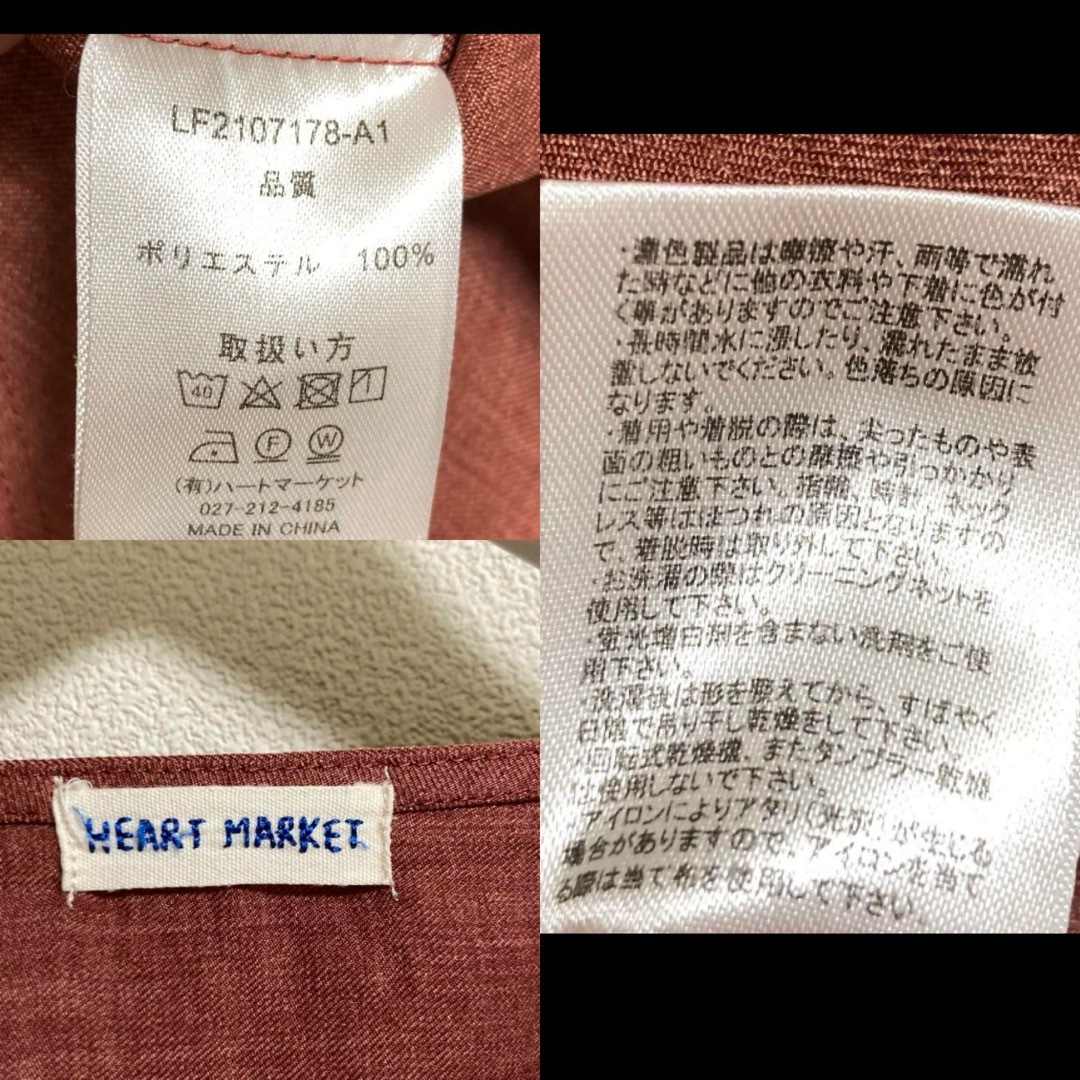 LF2107178-A1
品質
ポリエステル 100%
取扱い方
40
F W
(有)ハートマーケット
027-212-4185
MADE IN CHINA
HEART MARKET
・濃色製品は摩擦や汗、雨等で濡れ
た時などに他の衣料や下着に色が付
く事がありますのでご注意下さい。
・長時間水に浸したり、濡れたまま放
置しないでください。色落ちの原因に
なります。
・着用や着脱の際は、尖ったものや表
面の粗いものとの摩擦や引っかかり
にご注意下さい。指輪、時計、ネック
レス等はほつれの原因となりますの
で、着脱時は取り外して下さい。
・お洗濯の際はクリーニングネットを
使用して下さい。
・蛍光増白剤を含まない洗剤をご使
用下さい。
・洗濯後は形を整えてから、すばやく
日陰で吊り干し乾燥をして下さい。
・回転式乾燥機、またタンブラー乾燥
は使用しないで下さい。
アイロンによりアタリ(光沢)が生じる
場合がありますので、アイロンを当て
る際は当て布を使用して下さい。